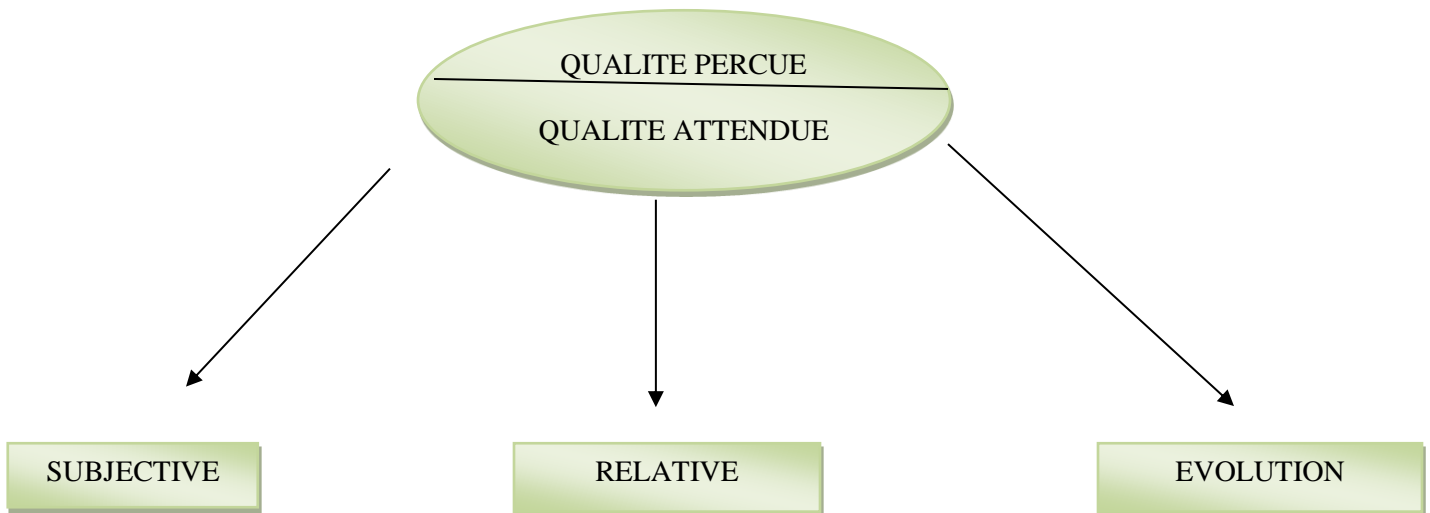 QUALITE PERCUE
QUALITE ATTENDUE
SUBJECTIVE
RELATIVE
EVOLUTION